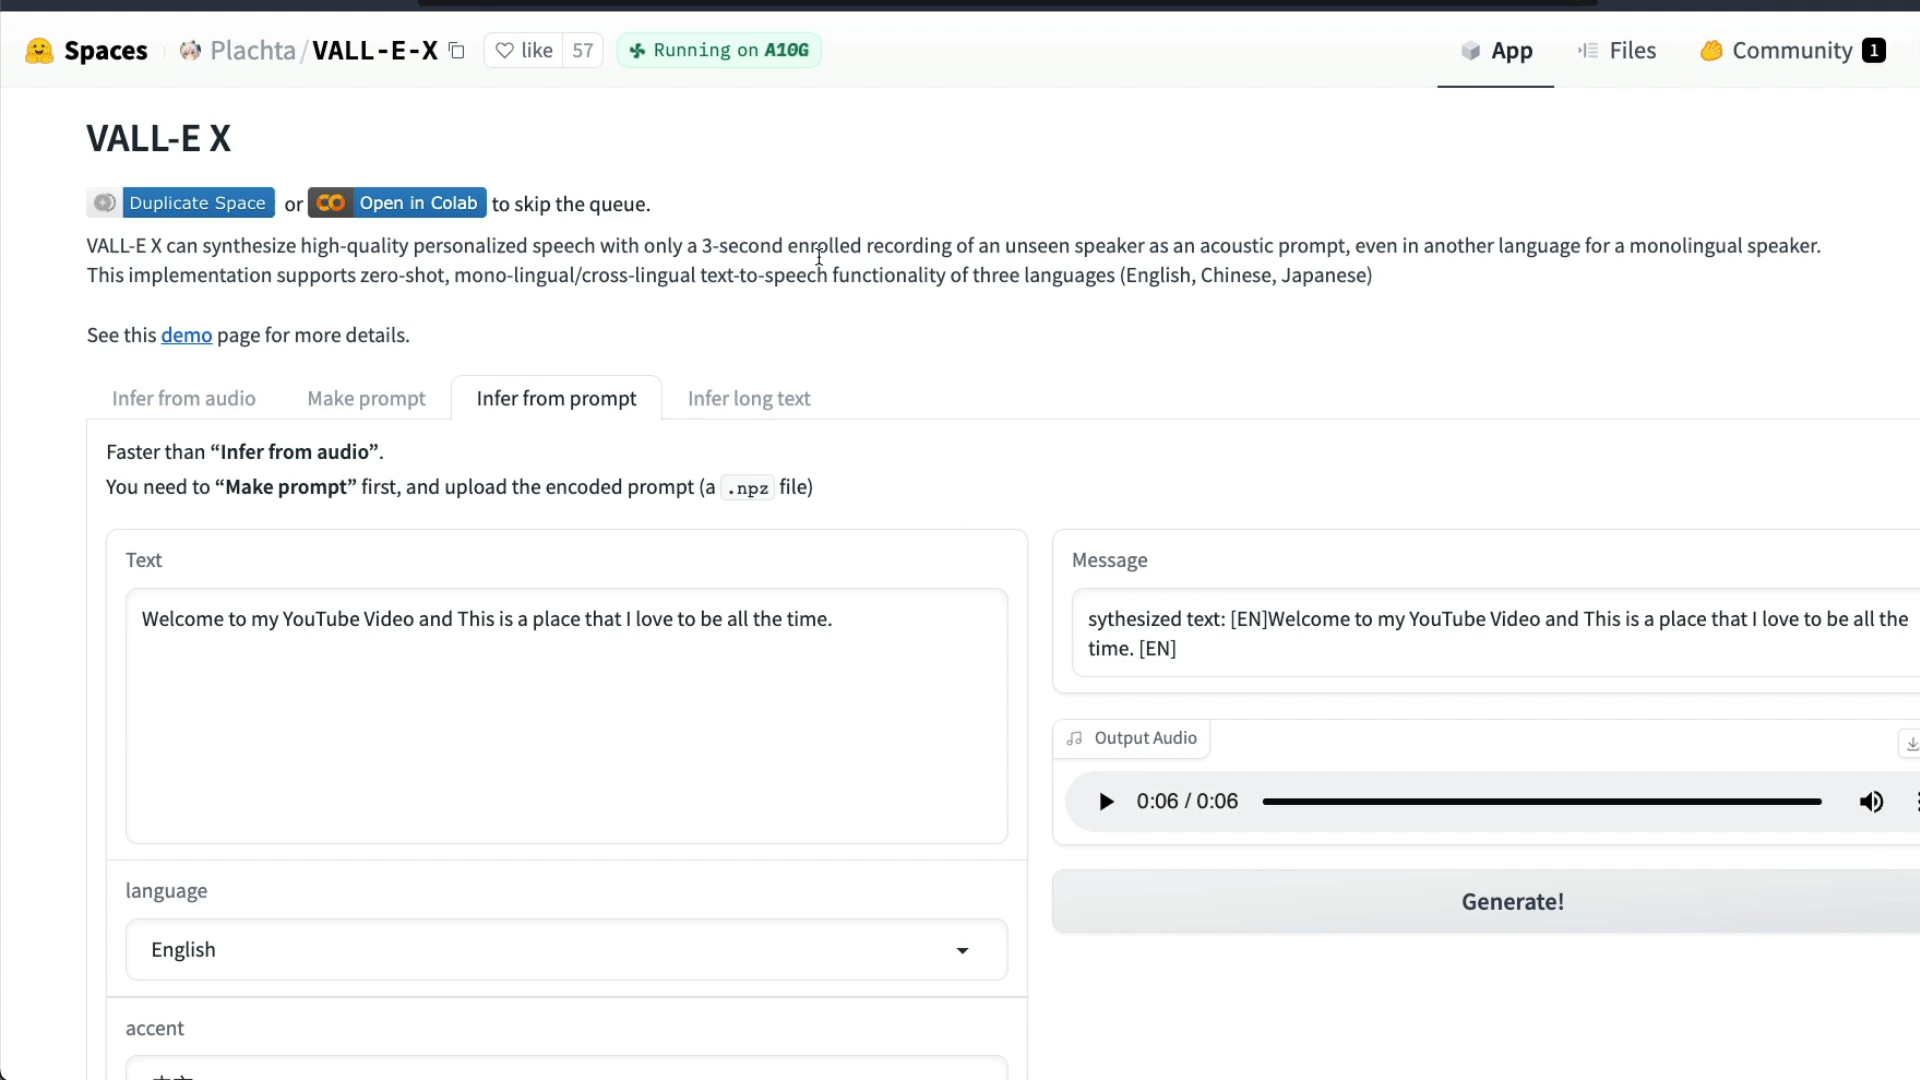 Spaces Plachta/VALL-E-X like 57 Running on A10G App Files Community 1
VALL-E X
Duplicate Space or Open in Colab to skip the queue.
VALL-E X can synthesize high-quality personalized speech with only a 3-second enrolled recording of an unseen speaker as an acoustic prompt, even in another language for a monolingual speaker.
This implementation supports zero-shot, mono-lingual/cross-lingual text-to-speech functionality of three languages (English, Chinese, Japanese)
See this demo page for more details.
Infer from audio Make prompt Infer from prompt Infer long text
Faster than “Infer from audio”.
You need to “Make prompt” first, and upload the encoded prompt (a .npz file)
Text
Welcome to my YouTube Video and This is a place that I love to be all the time.
language
English
accent
Message
sythesized text: [EN]Welcome to my YouTube Video and This is a place that I love to be all the
time. [EN]
Output Audio
0:06 / 0:06
Generate!